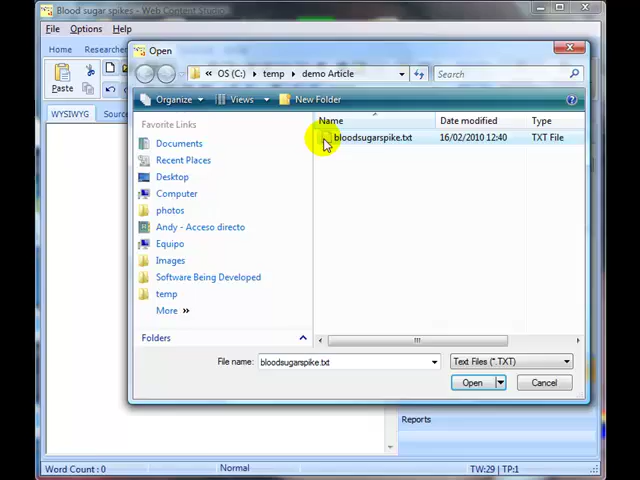 Blood sugar spikes - Web Content Studio
File Options Help
Home Researcher
Paste
WYSIWYG Source
Open
« OS (C:) temp demo Article
Search
Organize Views New Folder
Favorite Links
Documents
Recent Places
Desktop
Computer
photos
Andy - Acceso directo
Equipo
Images
Software Being Developed
temp
More »
Folders
Name Date modified Type
bloodsugarspike.txt 16/02/2010 12:40 TXT File
File name: bloodsugarspike.txt Text Files (*.TXT)
Open Cancel
Reports
Word Count : 0 Normal TW:29 | TP:1